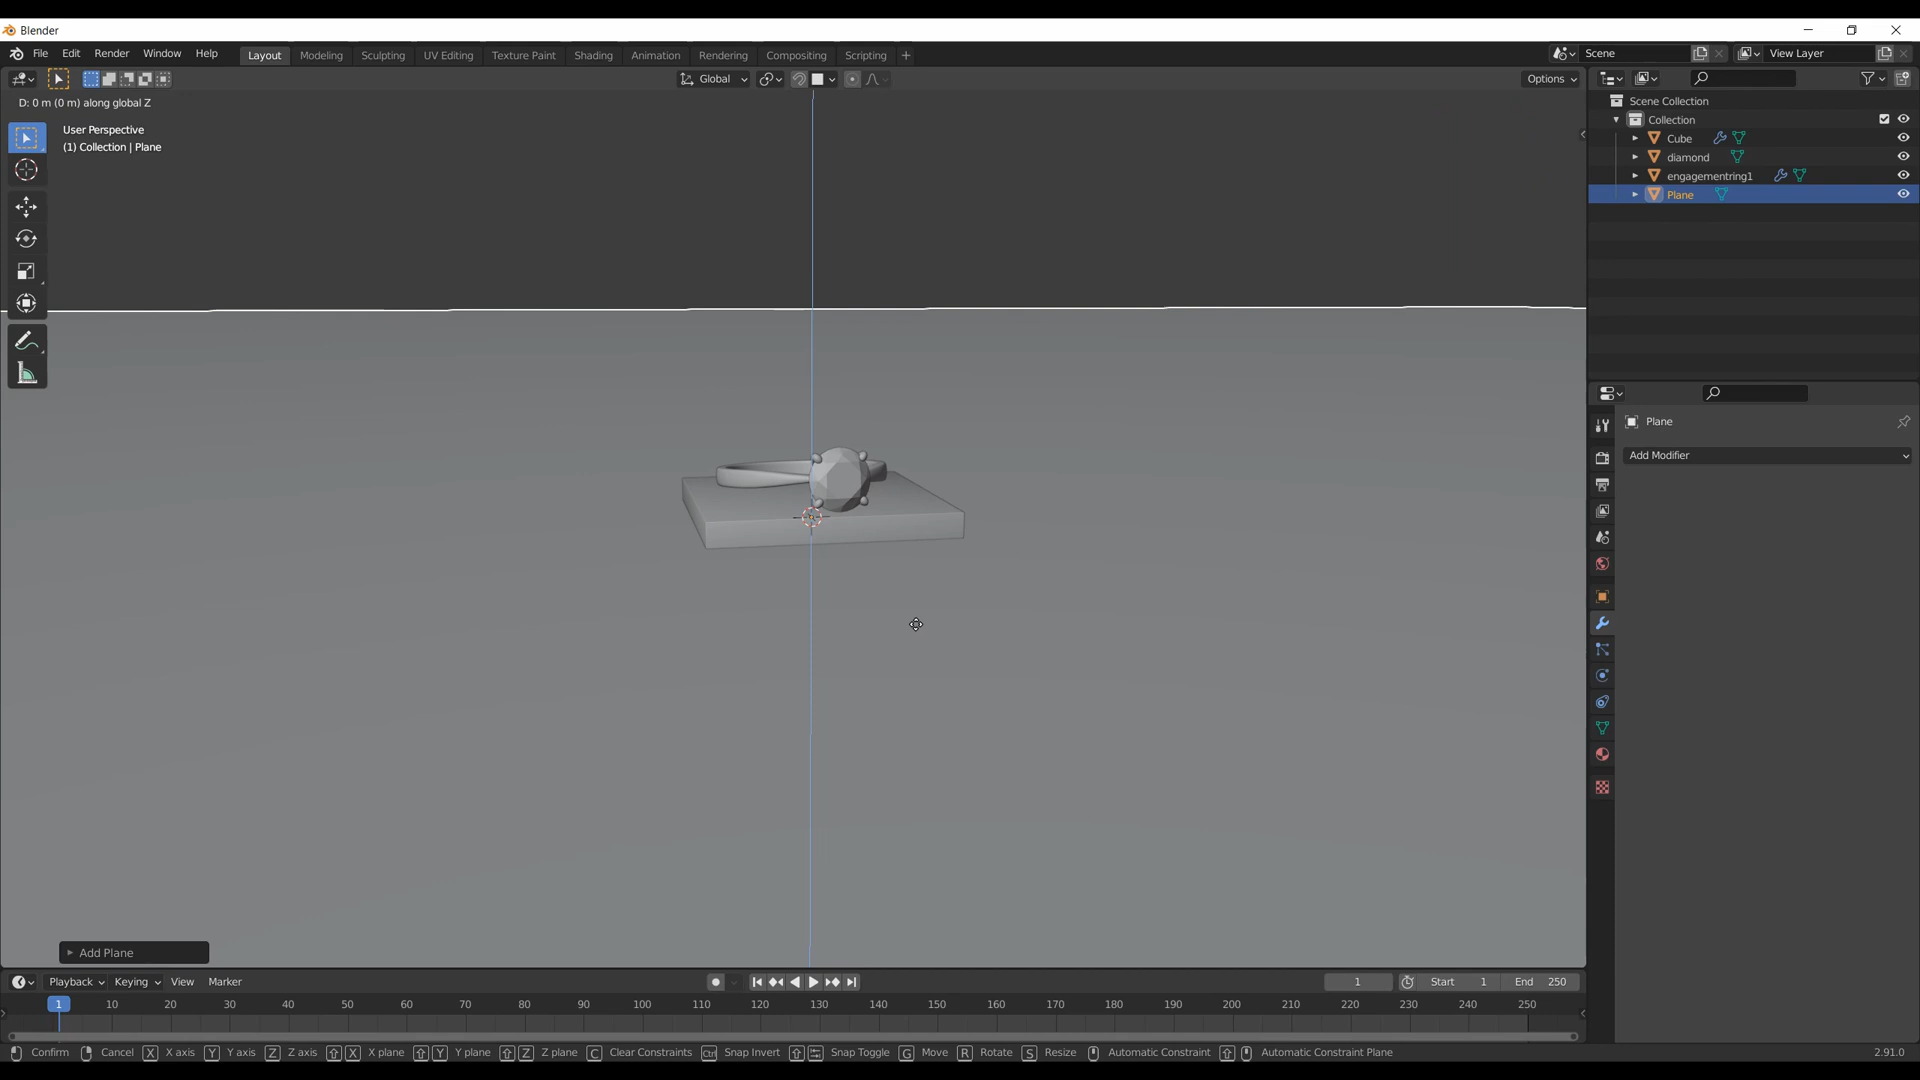 Blender
File Edit Render Window Help
Layout Modeling Sculpting UV Editing Texture Paint Shading Animation Rendering Compositing Scripting +
Scene
View Layer
Global
Options
D: 0 m (0 m) along global Z
User Perspective
(1) Collection | Plane
Scene Collection
Collection
Cube
diamond
engagementring1
Plane
Plane
Add Modifier
Add Plane
Playback Keying View Marker
1
Start 1
End 250
1 10 20 30 40 50 60 70 80 90 100 110 120 130 140 150 160 170 180 190 200 210 220 230 240 250
Confirm Cancel X X axis Y Y axis Z Z axis X X plane Y Y plane Z Z plane C Clear Constraints Ctrl Snap Invert Snap Toggle G Move R Rotate S Resize Automatic Constraint Automatic Constraint Plane
2.91.0